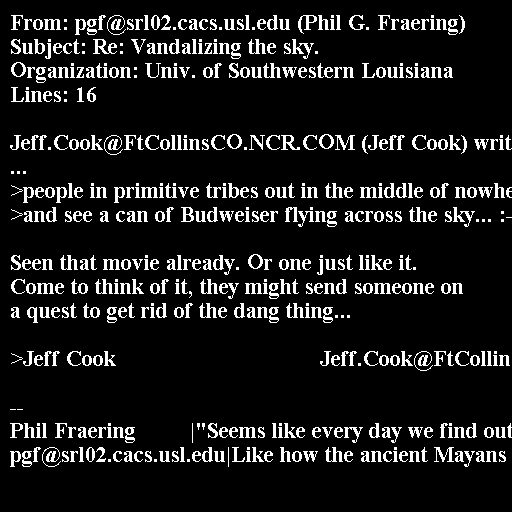 From: pgf@srl02.cacs.usl.edu (Phil G. Fraering)
Subject: Re: Vandalizing the sky.
Organization: Univ. of Southwestern Louisiana
Lines: 16
Jeff.Cook@FtCollinsCO.NCR.COM (Jeff Cook) writ
...
>people in primitive tribes out in the middle of nowhe
>and see a can of Budweiser flying across the sky... :-
Seen that movie already. Or one just like it.
Come to think of it, they might send someone on
a quest to get rid of the dang thing...
>Jeff Cook Jeff.Cook@FtCollin
--
Phil Fraering |"Seems like every day we find out
pgf@srl02.cacs.usl.edu|Like how the ancient Mayans